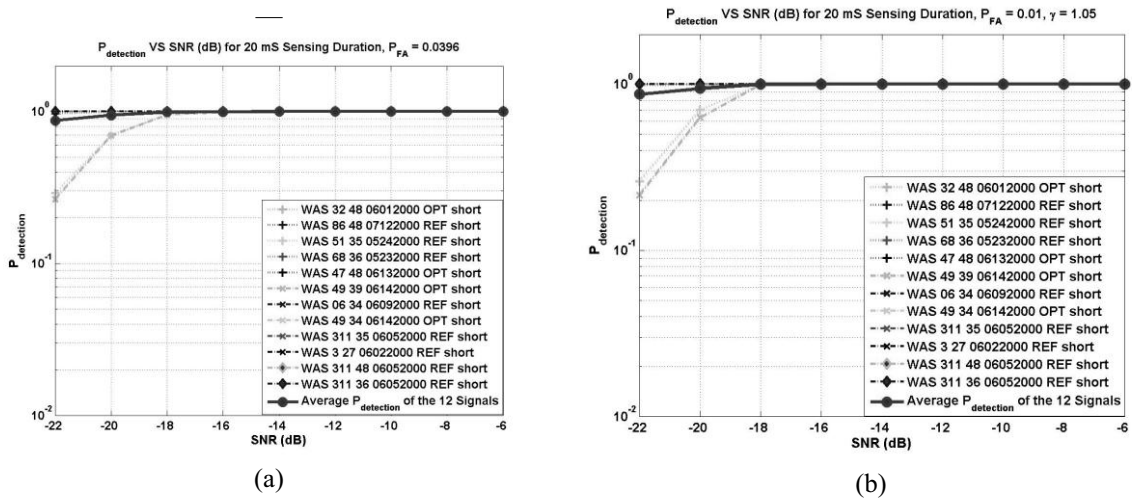 P_detection VS SNR (dB) for 20 mS Sensing Duration, P_FA = 0.0396
10^0
10^-1
10^-2
P_detection
WAS 32 48 06012000 OPT short
WAS 86 48 07122000 REF short
WAS 51 35 05242000 REF short
WAS 68 36 05232000 REF short
WAS 47 48 06132000 OPT short
WAS 49 39 06142000 OPT short
WAS 06 34 06092000 REF short
WAS 49 34 06142000 OPT short
WAS 311 35 06052000 REF short
WAS 3 27 06022000 REF short
WAS 311 48 06052000 REF short
WAS 311 36 06052000 REF short
Average P_detection of the 12 Signals
-22 -20 -18 -16 -14 -12 -10 -8 -6
SNR (dB)
(a)
P_detection VS SNR (dB) for 20 mS Sensing Duration, P_FA = 0.01, γ = 1.05
10^0
10^-1
10^-2
P_detection
WAS 32 48 06012000 OPT short
WAS 86 48 07122000 REF short
WAS 51 35 05242000 REF short
WAS 68 36 05232000 REF short
WAS 47 48 06132000 OPT short
WAS 49 39 06142000 OPT short
WAS 06 34 06092000 REF short
WAS 49 34 06142000 OPT short
WAS 311 35 06052000 REF short
WAS 3 27 06022000 REF short
WAS 311 48 06052000 REF short
WAS 311 36 06052000 REF short
Average P_detection of the 12 Signals
-22 -20 -18 -16 -14 -12 -10 -8 -6
SNR (dB)
(b)